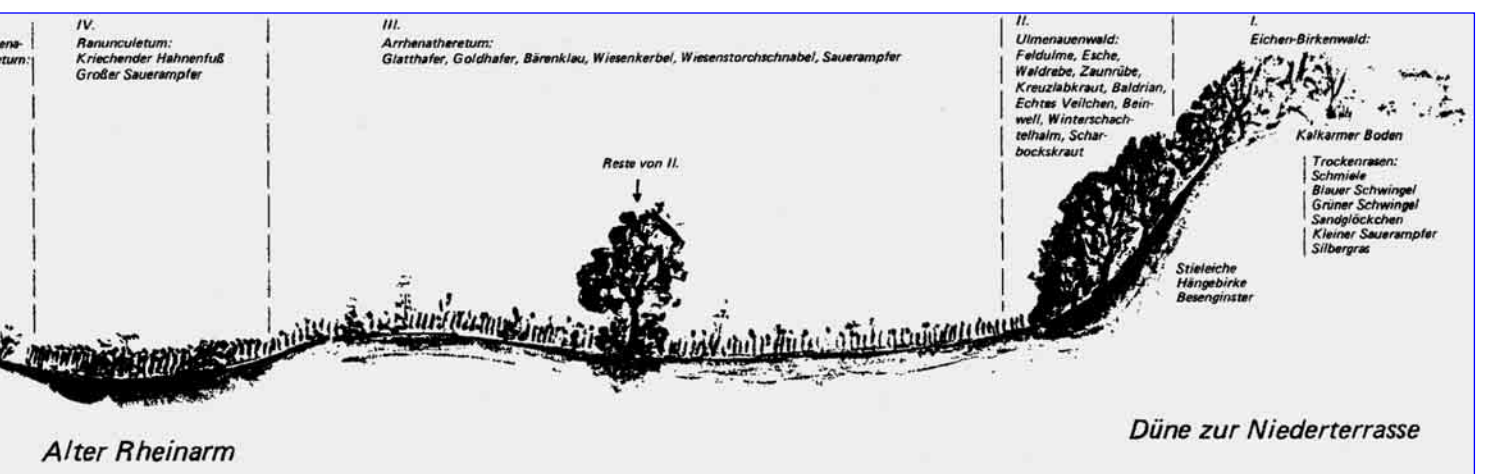 ena-
etum:
IV.
Ranunculetum:
Kriechender Hahnenfuß
Großer Sauerampfer
III.
Arrhenatheretum:
Glatthafer, Goldhafer, Bärenklau, Wiesenkerbel, Wiesenstorchschnabel, Sauerampfer
Reste von II.
II.
Ulmenauenwald:
Feldulme, Esche,
Waldrebe, Zaunrübe,
Kreuzlabkraut, Baldrian,
Echtes Veilchen, Bein-
well, Winterschach-
telhalm, Schar-
bockskraut
I.
Eichen-Birkenwald:
Kalkarmer Boden
Trockenrasen:
Schmiele
Blauer Schwingel
Grüner Schwingel
Sandglöckchen
Kleiner Sauerampfer
Silbergras
Stieleiche
Hängebirke
Besenginster
Alter Rheinarm
Düne zur Niederterrasse